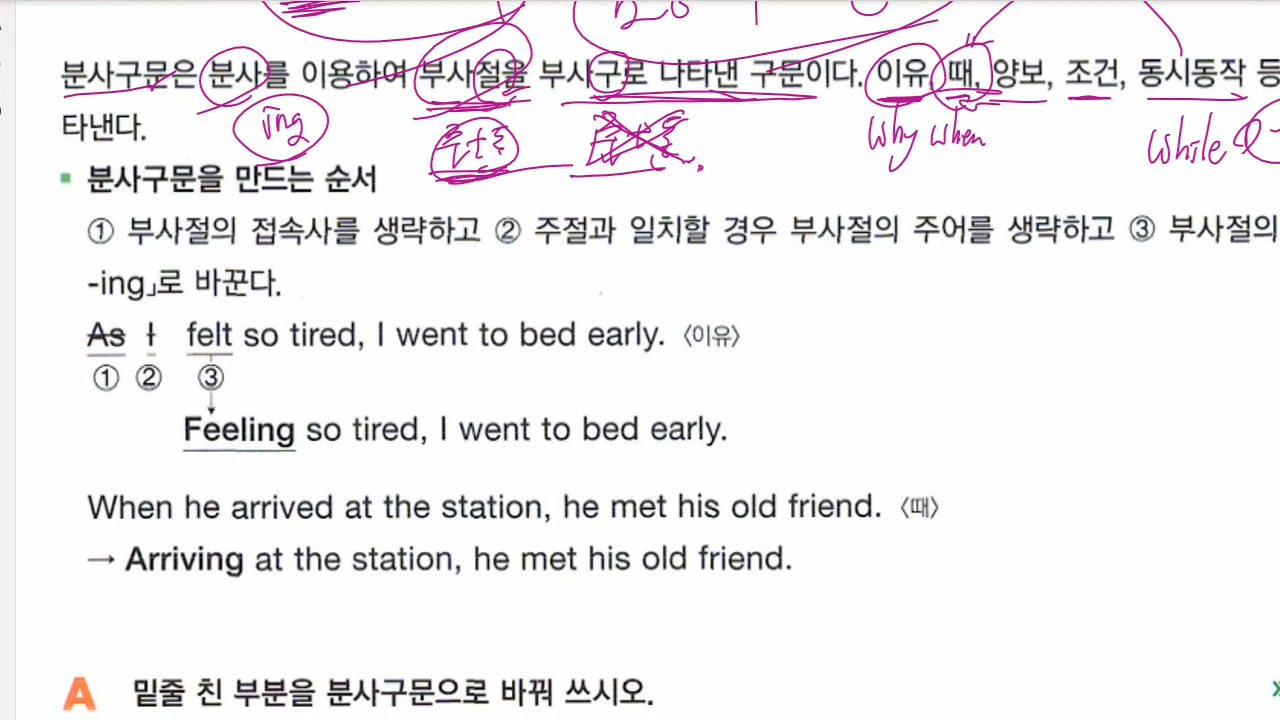 분사구문은 분사를 이용하여 부사절을 부사구로 나타낸 구문이다. 이유, 때, 양보, 조건, 동시동작 등
ing why when while
타낸다.
분사구문을 만드는 순서
① 부사절의 접속사를 생략하고 ② 주절과 일치할 경우 부사절의 주어를 생략하고 ③ 부사절의
-ing」로 바꾼다.
As I felt so tired, I went to bed early. 〈이유〉
① ② ③
Feeling so tired, I went to bed early.
When he arrived at the station, he met his old friend. 〈때〉
→ Arriving at the station, he met his old friend.
A 밑줄 친 부분을 분사구문으로 바꿔 쓰시오.